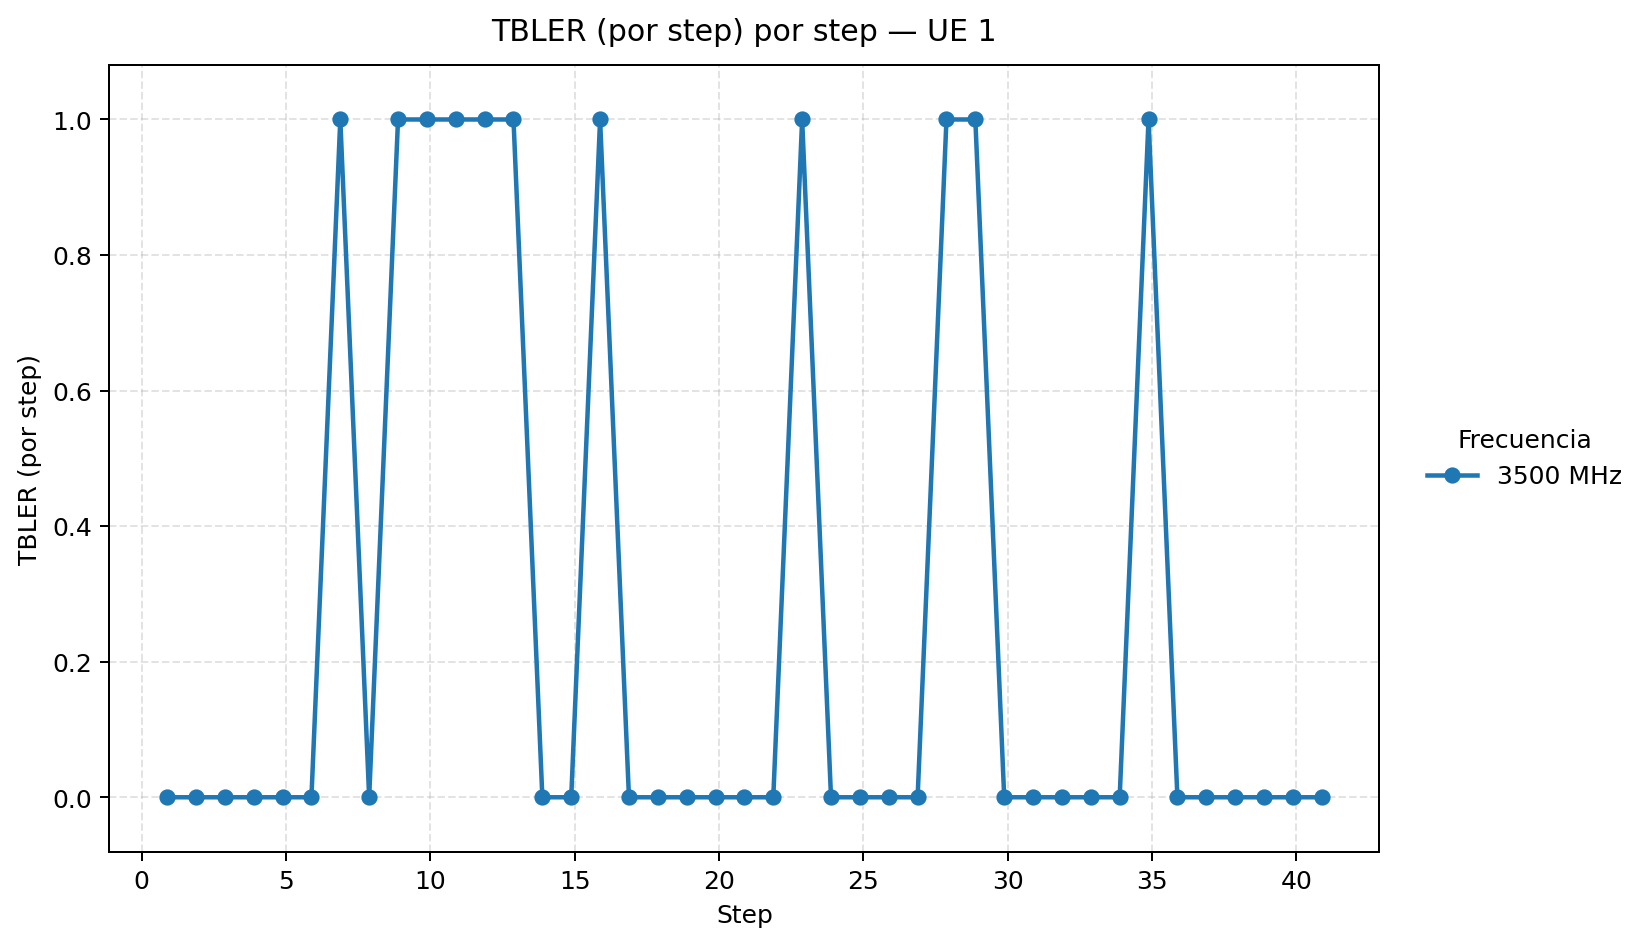 TBLER (por step) por step — UE 1
TBLER (por step)
1.0
0.8
0.6
0.4
0.2
0.0
0 5 10 15 20 25 30 35 40
Step
Frecuencia
3500 MHz